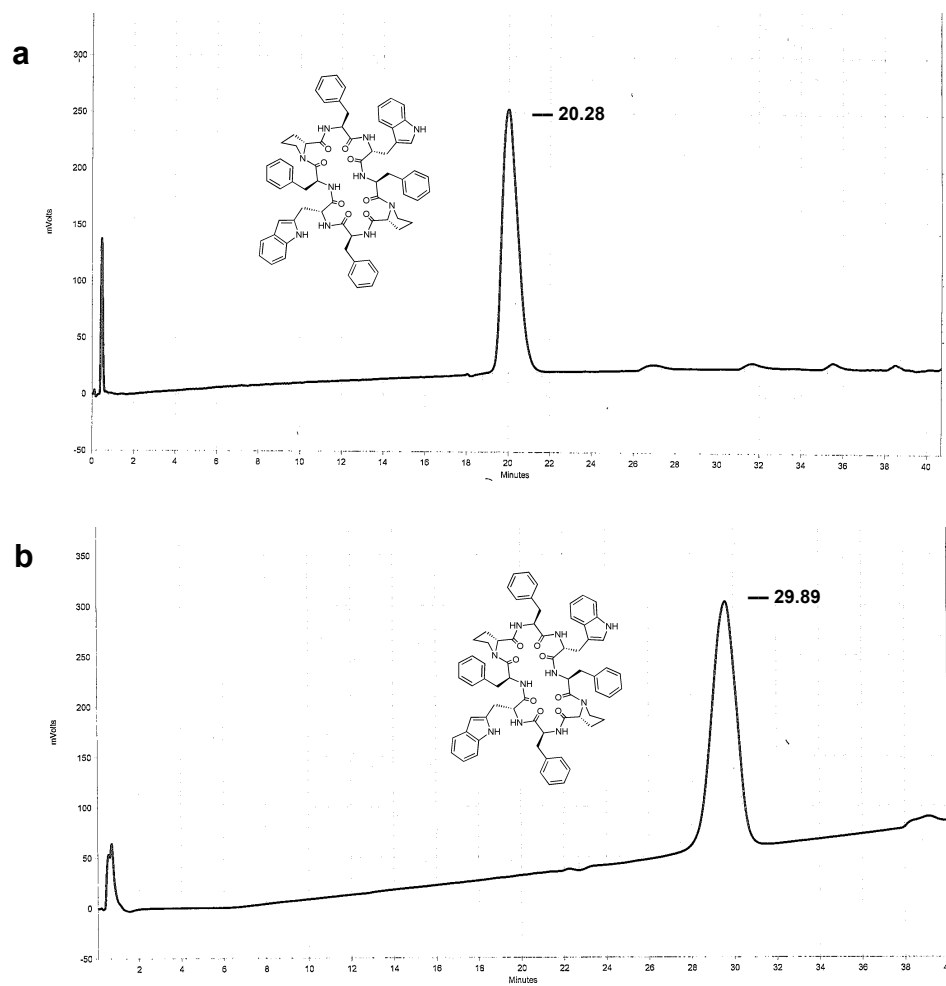 a
300
250
200
150
100
50
0
-50
mVolts
— 20.28
NH
HN
O
HN
O
N
O
O
O
HN
NH
O
O
N
O
O
NH
NH
O
NH
0 2 4 6 8 10 12 14 16 18 20 22 24 26 28 30 32 34 36 38 40
Minutes
b
350
300
250
200
150
100
50
0
-50
mVolts
— 29.89
NH
HN
O
HN
O
N
O
O
O
HN
NH
O
O
N
O
O
NH
NH
O
NH
2 4 6 8 10 12 14 16 18 20 22 24 26 28 30 32 34 36 38
Minutes